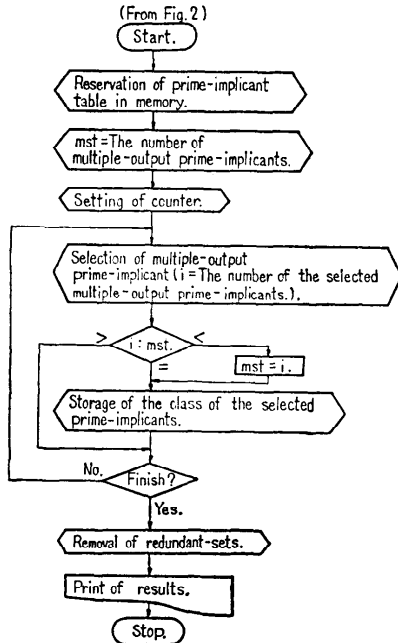 (From Fig. 2)
Start.
Reservation of prime-implicant
table in memory.
mst = The number of
multiple-output prime-implicants.
Setting of counter.
Selection of multiple-output
prime-implicant ( i = The number of the selected
multiple-output prime-implicants.).
> i : mst. <
=
mst = i.
Storage of the class of the selected
prime-implicants.
No.
Finish?
Yes.
Removal of redundant-sets.
Print of results.
Stop.